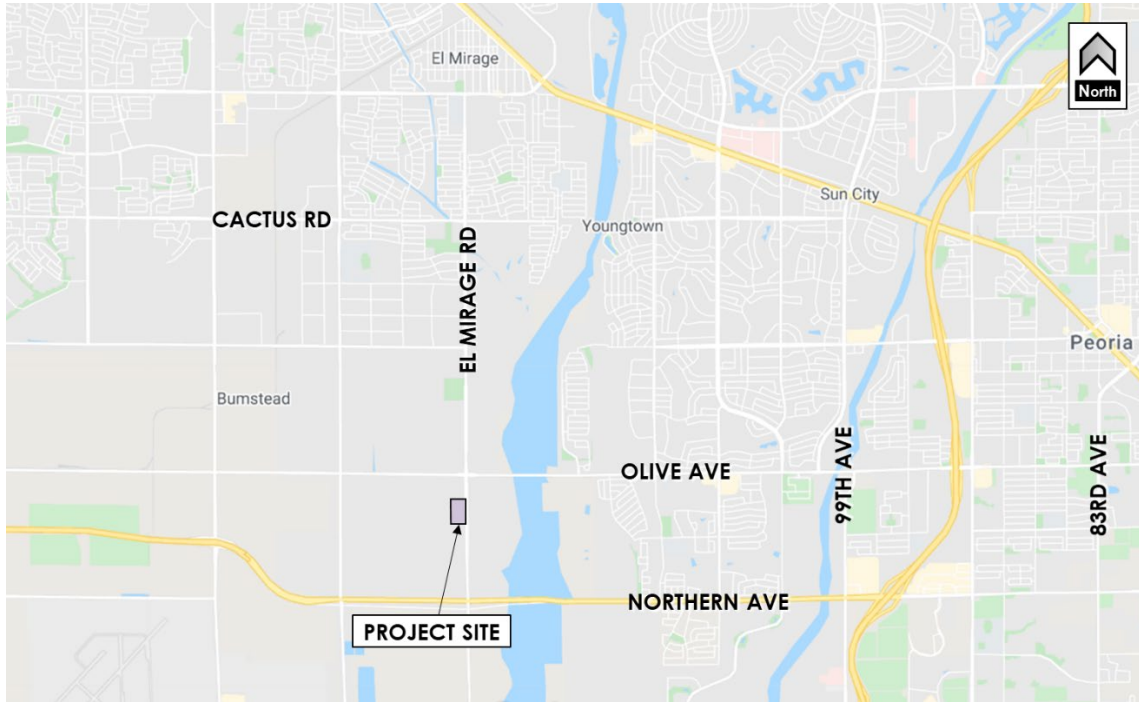 El Mirage
North
Sun City
CACTUS RD
Youngtown
EL MIRAGE RD
Peoria
Bumstead
OLIVE AVE
99TH AVE
83RD AVE
NORTHERN AVE
PROJECT SITE